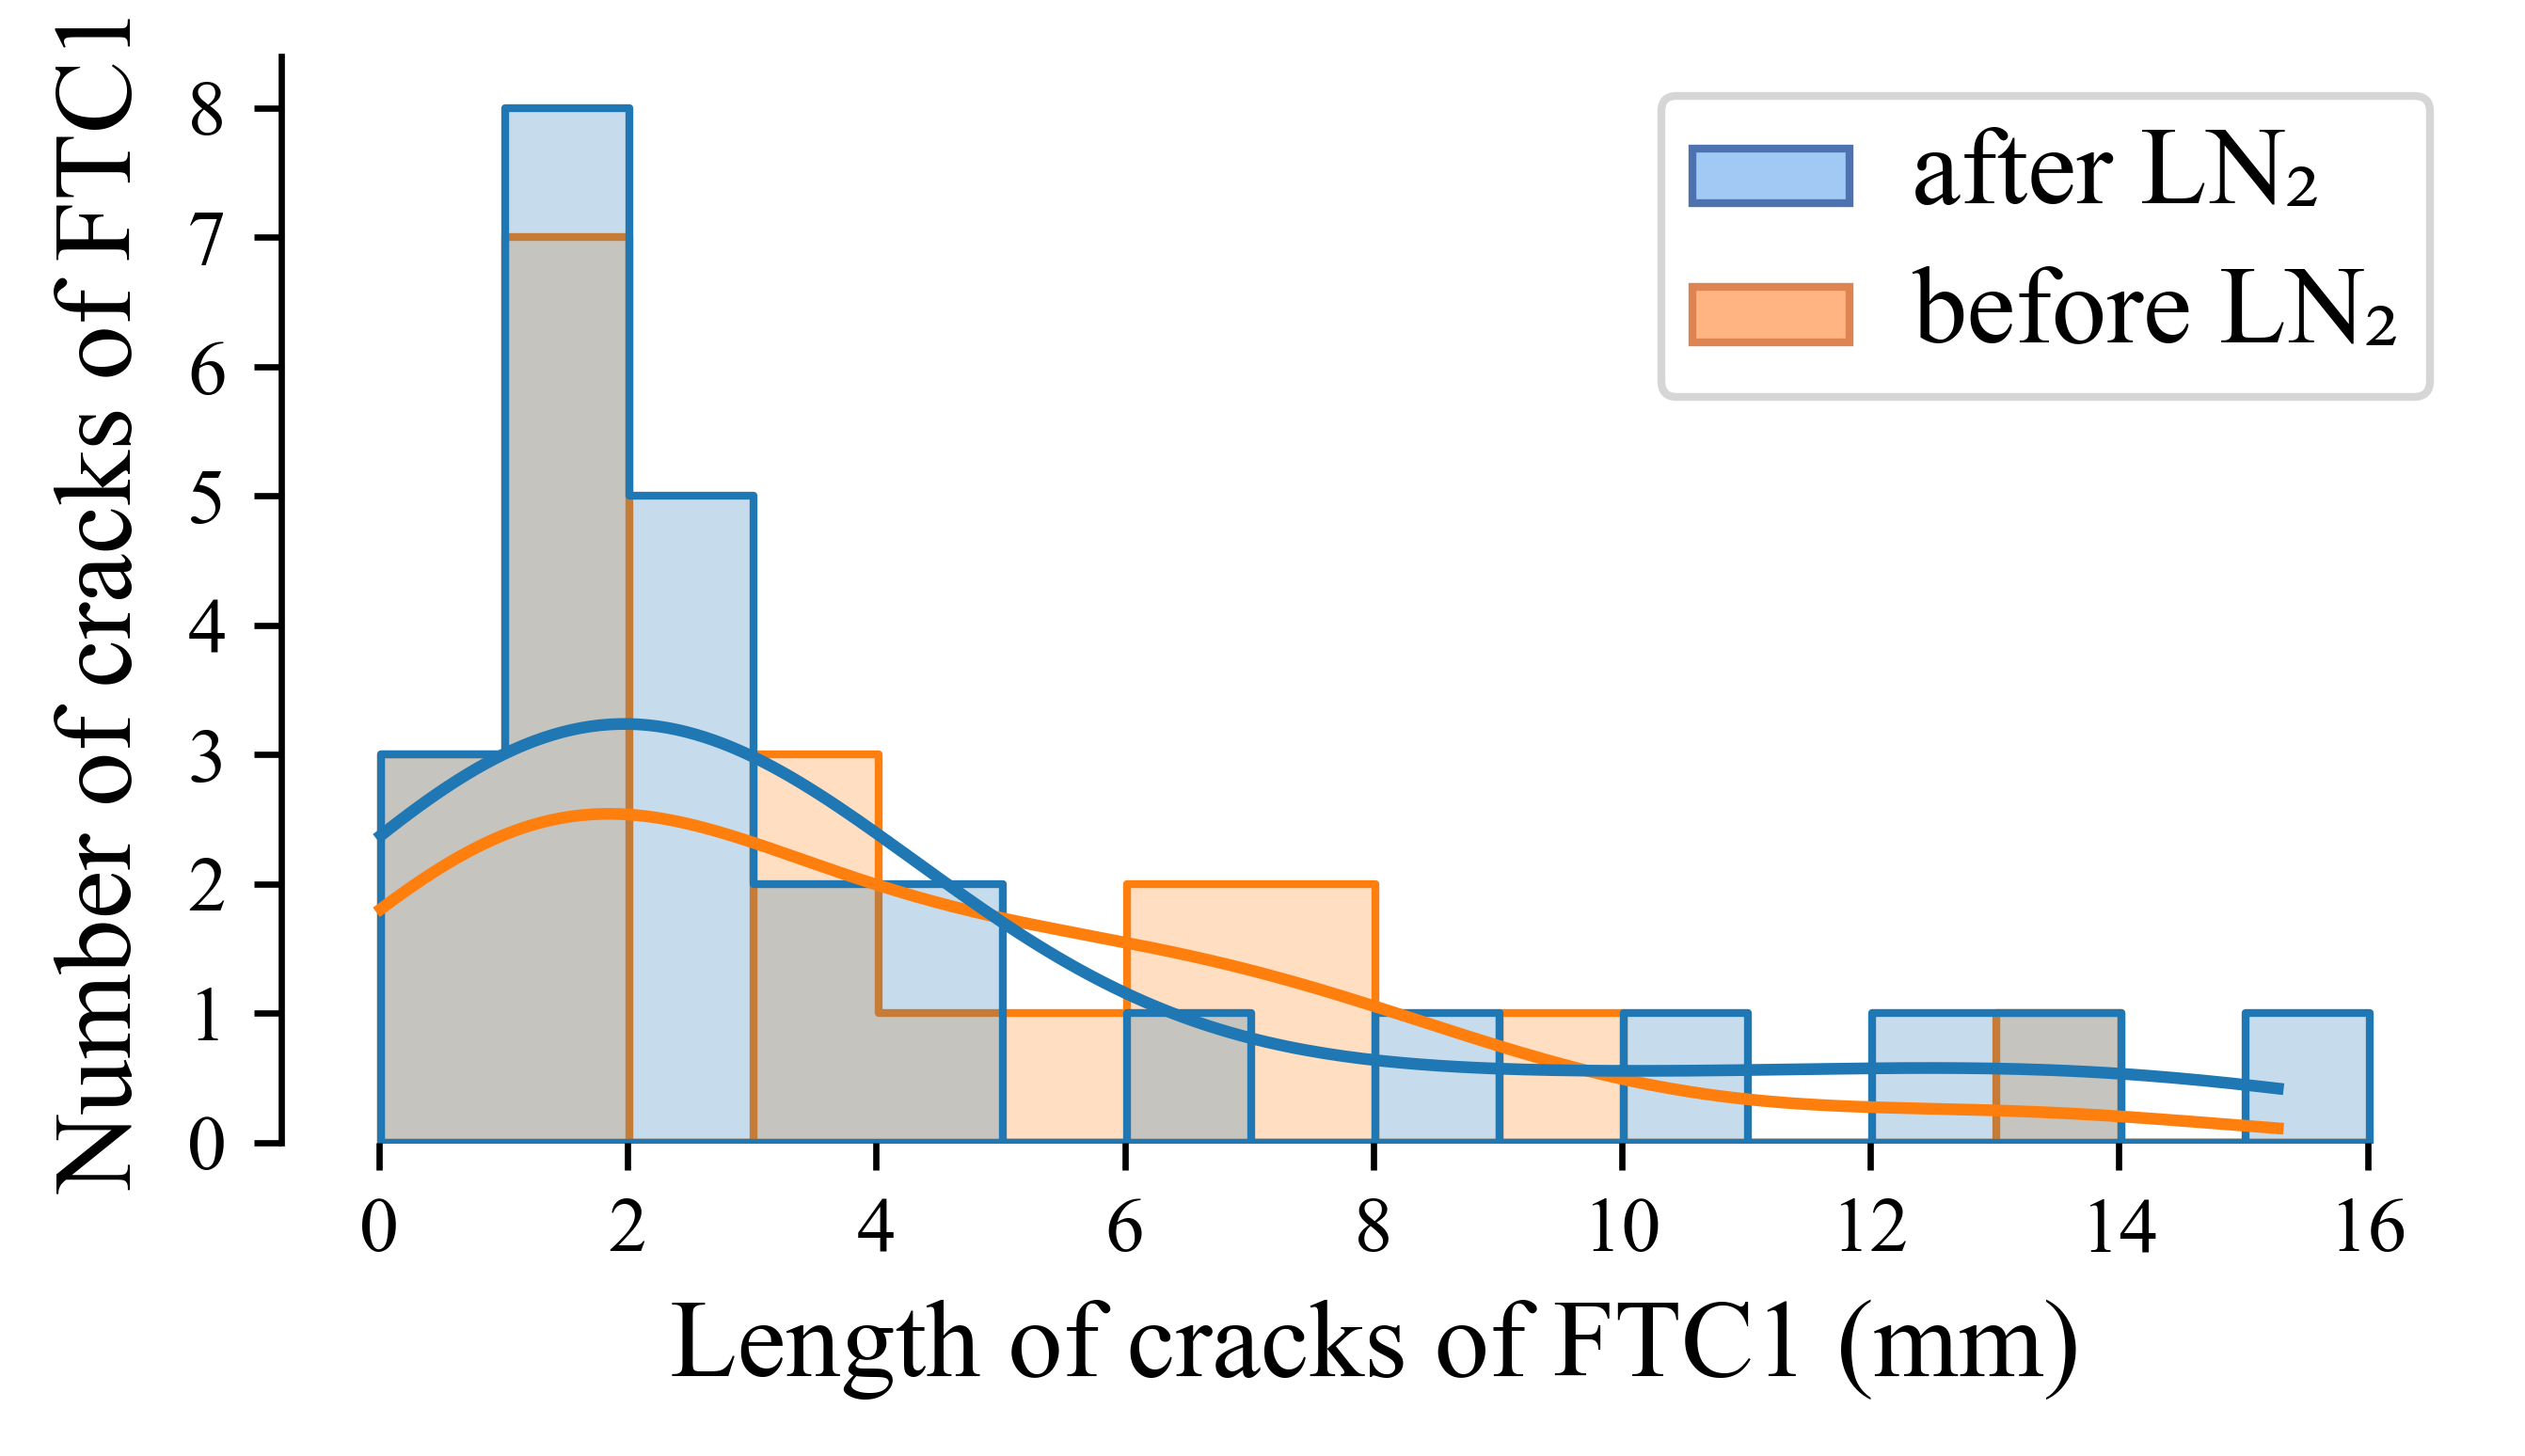 Number of cracks of FTC1
8
7
6
5
4
3
2
1
0
after LN₂
before LN₂
0 2 4 6 8 10 12 14 16
Length of cracks of FTC1 (mm)